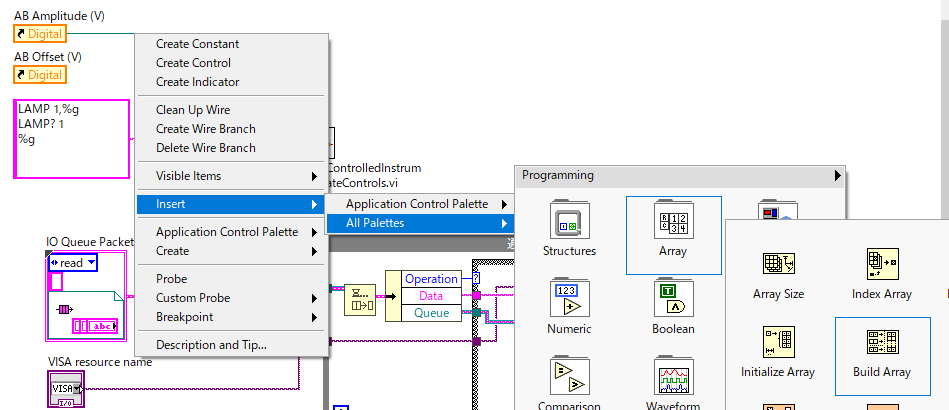 AB Amplitude (V)
Digital
AB Offset (V)
Digital
LAMP 1,%g
LAMP? 1
%g
Create Constant
Create Control
Create Indicator
Clean Up Wire
Create Wire Branch
Delete Wire Branch
Visible Items
Insert
Application Control Palette
Create
Probe
Custom Probe
Breakpoint
Description and Tip...
ControlledInstrum
ateControls.vi
Application Control Palette
All Palettes
Programming
Structures
Array
Numeric
Boolean
Comparison
Waveform
Array Size
Index Array
Initialize Array
Build Array
IO Queue Packet
read
abc
Operation
Data
Queue
?
VISA resource name
VISA
I/O
123